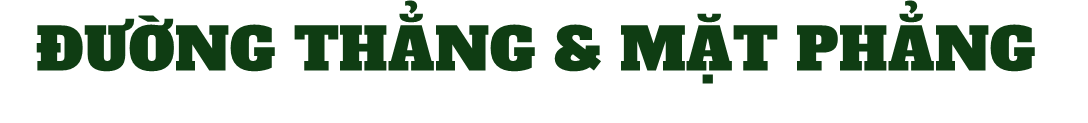 ĐƯỜNG THẲNG & MẶT PHẲNG